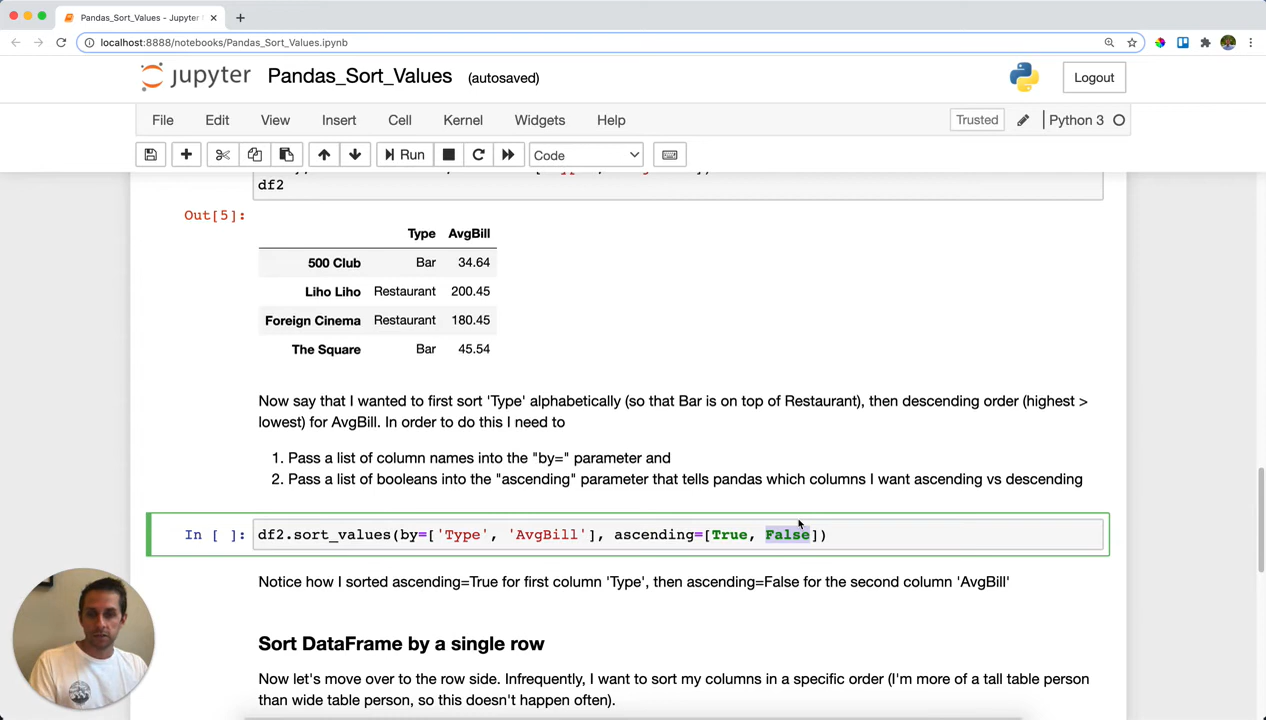 Pandas_Sort_Values - Jupyter
localhost:8888/notebooks/Pandas_Sort_Values.ipynb
jupyter Pandas_Sort_Values (autosaved) Logout
File Edit View Insert Cell Kernel Widgets Help Trusted Python 3
Run Code
df2
Out[5]:
Type AvgBill
500 Club Bar 34.64
Liho Liho Restaurant 200.45
Foreign Cinema Restaurant 180.45
The Square Bar 45.54
Now say that I wanted to first sort 'Type' alphabetically (so that Bar is on top of Restaurant), then descending order (highest >
lowest) for AvgBill. In order to do this I need to
1. Pass a list of column names into the "by=" parameter and
2. Pass a list of booleans into the "ascending" parameter that tells pandas which columns I want ascending vs descending
In [ ]: df2.sort_values(by=['Type', 'AvgBill'], ascending=[True, False])
Notice how I sorted ascending=True for first column 'Type', then ascending=False for the second column 'AvgBill'
Sort DataFrame by a single row
Now let's move over to the row side. Infrequently, I want to sort my columns in a specific order (I'm more of a tall table person
than wide table person, so this doesn't happen often).